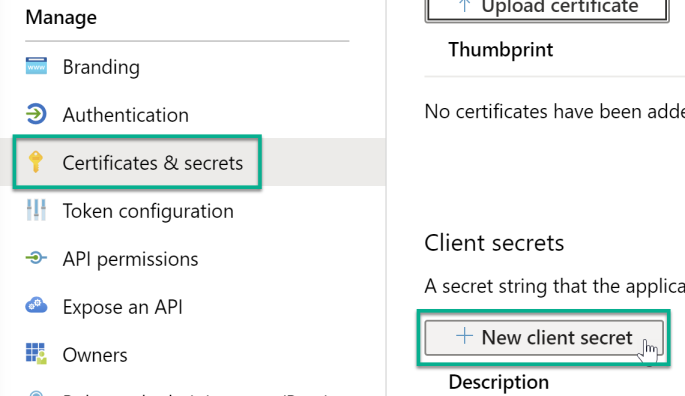 Manage
www Branding
Authentication
Certificates & secrets
Token configuration
API permissions
Expose an API
Owners
Upload certificate
Thumbprint
No certificates have been adde
Client secrets
A secret string that the applica
+ New client secret
Description